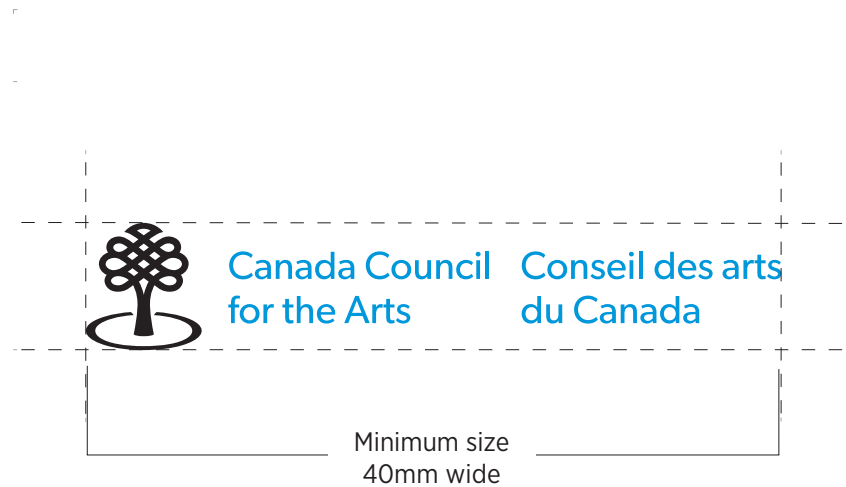 Canada Council
for the Arts
Conseil des arts
du Canada
Minimum size
40mm wide